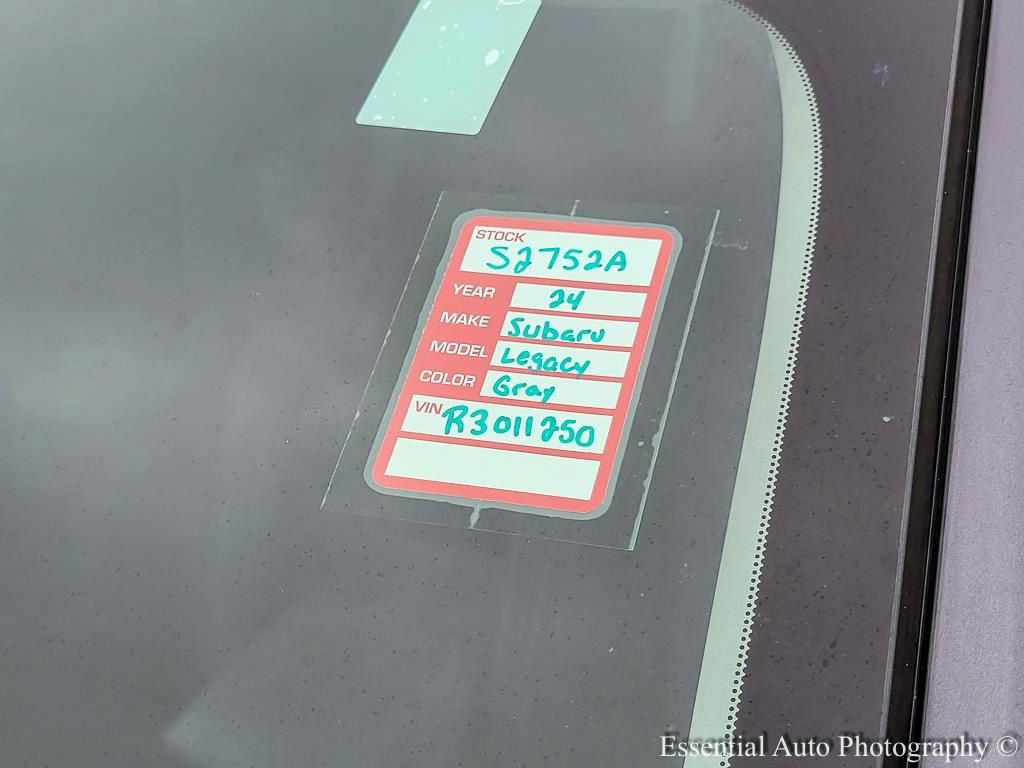 STOCK
S2752A
YEAR 24
MAKE Subaru
MODEL Legacy
COLOR Gray
VIN R3011250
Essential Auto Photography ©